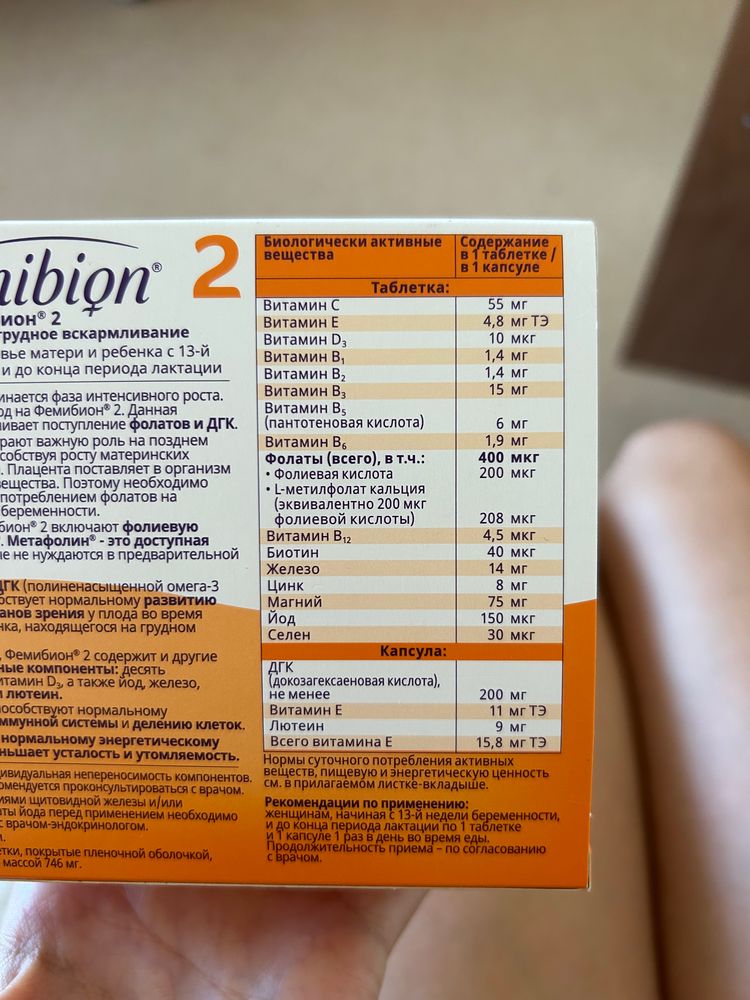 nibion® 2
бион® 2
грудное вскармливание
вье матери и ребенка с 13-й
и до конца периода лактации
инается фаза интенсивного роста.
од на Фемибион® 2. Данная
ивает поступление фолатов и ДГК.
рают важную роль на позднем
собствуя росту материнских
. Плацента поставляет в организм
вещества. Поэтому необходимо
потреблением фолатов на
беременности.
бион® 2 включают фолиевую
. Метафолин® - это доступная
не нуждаются в предварительной
ДГК (полиненасыщенной омега-3
бствует нормальному развитию
анов зрения у плода во время
нка, находящегося на грудном
, Фемибион® 2 содержит и другие
ные компоненты: десять
итамин D₃, а также йод, железо,
и лютеин.
пособствуют нормальному
ммунной системы и делению клеток.
нормальному энергетическому
ньшает усталость и утомляемость.
дивидуальная непереносимость компонентов.
омендуется проконсультироваться с врачом.
ниями щитовидной железы и/или
ты йода перед применением необходимо
с врачом-эндокринологом.
етки, покрытые пленочной оболочкой,
массой 746 мг.
Биологически активные вещества Содержание в 1 таблетке / в 1 капсуле
Таблетка:
Витамин C 55 мг
Витамин E 4,8 мг ТЭ
Витамин D₃ 10 мкг
Витамин B₁ 1,4 мг
Витамин B₂ 1,4 мг
Витамин B₃ 15 мг
Витамин B₅
(пантотеновая кислота) 6 мг
Витамин B₆ 1,9 мг
Фолаты (всего), в т.ч.: 400 мкг
• Фолиевая кислота 200 мкг
• L-метилфолат кальция
(эквивалентно 200 мкг
фолиевой кислоты) 208 мкг
Витамин B₁₂ 4,5 мкг
Биотин 40 мкг
Железо 14 мг
Цинк 8 мг
Магний 75 мг
Йод 150 мкг
Селен 30 мкг
Капсула:
ДГК
(докозагексаеновая кислота),
не менее 200 мг
Витамин E 11 мг ТЭ
Лютеин 9 мг
Всего витамина E 15,8 мг ТЭ
Нормы суточного потребления активных
веществ, пищевую и энергетическую ценность
см. в прилагаемом листке-вкладыше.
Рекомендации по применению:
женщинам, начиная с 13-й недели беременности,
и до конца периода лактации по 1 таблетке
и 1 капсуле 1 раз в день во время еды.
Продолжительность приема – по согласованию
с врачом.